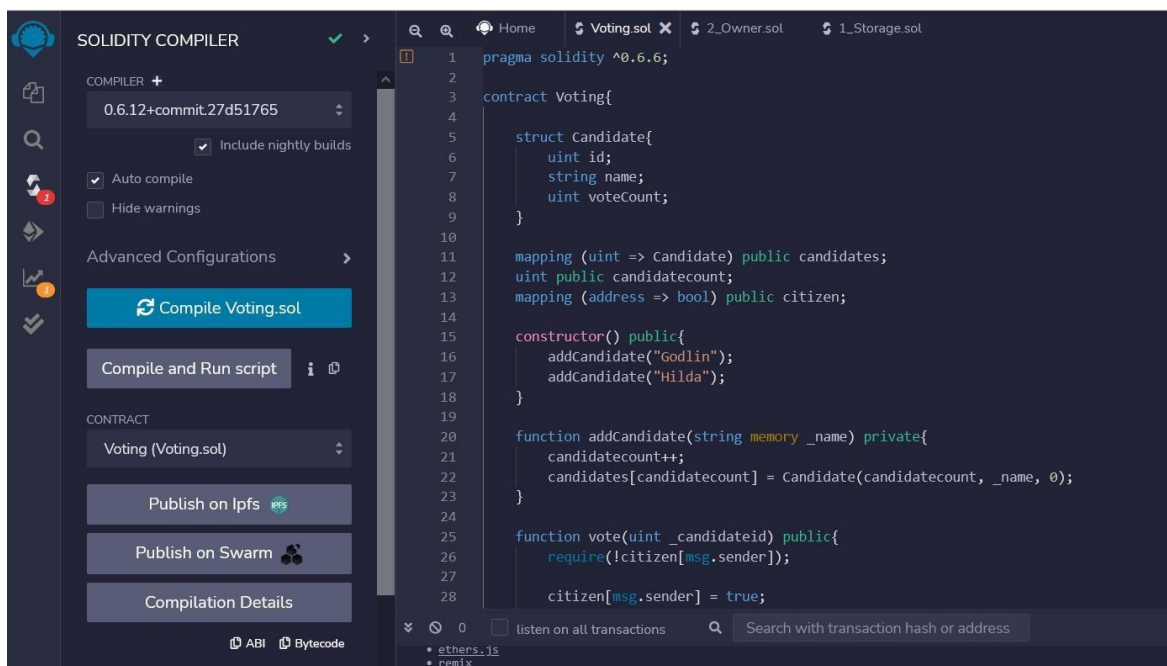 SOLIDITY COMPILER
COMPILER +
0.6.12+commit.27d51765
Include nightly builds
Auto compile
Hide warnings
Advanced Configurations
Compile Voting.sol
Compile and Run script
i
CONTRACT
Voting (Voting.sol)
Publish on Ipfs IPFS
Publish on Swarm
Compilation Details
ABI Bytecode
1
1
Home Voting.sol 2_Owner.sol 1_Storage.sol
1 pragma solidity ^0.6.6;
2
3 contract Voting{
4
5 struct Candidate{
6 uint id;
7 string name;
8 uint voteCount;
9 }
10
11 mapping (uint => Candidate) public candidates;
12 uint public candidatecount;
13 mapping (address => bool) public citizen;
14
15 constructor() public{
16 addCandidate("Godlin");
17 addCandidate("Hilda");
18 }
19
20 function addCandidate(string memory _name) private{
21 candidatecount++;
22 candidates[candidatecount] = Candidate(candidatecount, _name, 0);
23 }
24
25 function vote(uint _candidateid) public{
26 require(!citizen[msg.sender]);
27
28 citizen[msg.sender] = true;
0 listen on all transactions Search with transaction hash or address
• ethers.js
• remix